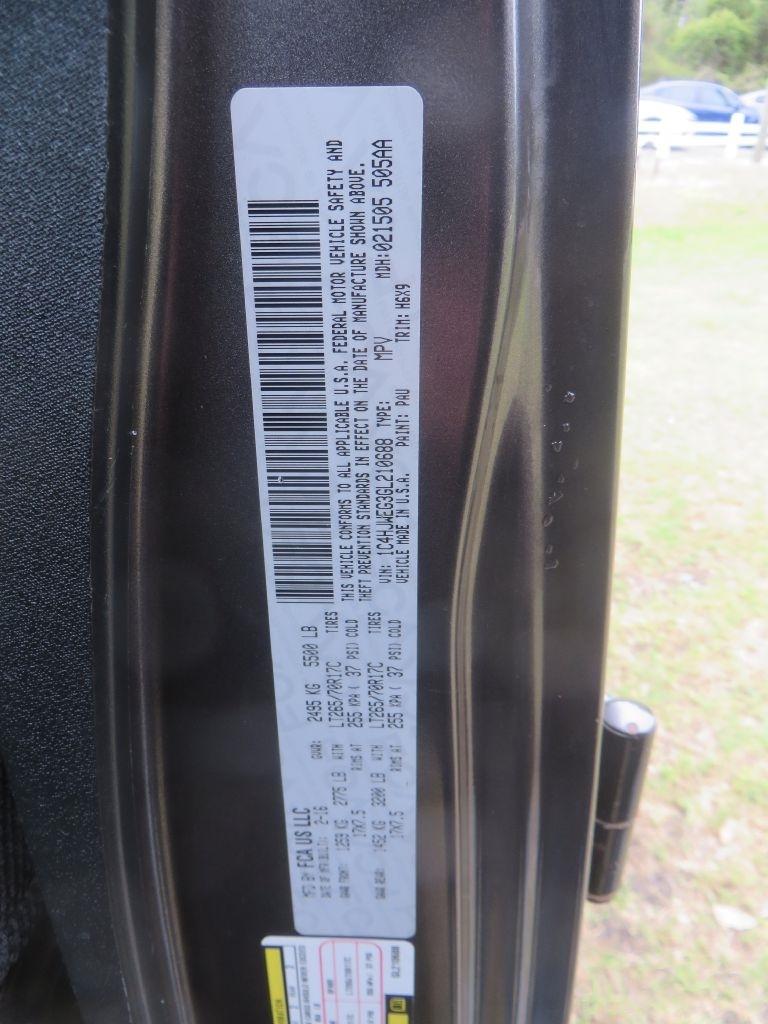 MFD BY FCA US LLC
DATE OF MFR(BUILT): 2-16 GVWR: 2495 KG 5500 LB
GAWR FRONT: 1259 KG 2775 LB WITH LT265/70R17C TIRES
17X7.5 RIMS AT 255 KPA ( 37 PSI) COLD
GAWR REAR: 1452 KG 3200 LB WITH LT265/70R17C TIRES
17X7.5 RIMS AT 255 KPA ( 37 PSI) COLD
THIS VEHICLE CONFORMS TO ALL APPLICABLE U.S.A. FEDERAL MOTOR VEHICLE SAFETY AND
THEFT PREVENTION STANDARDS IN EFFECT ON THE DATE OF MANUFACTURE SHOWN ABOVE.
VIN: 1C4HJWEG3GL210688 TYPE: MPV MDH:021505 505AA
VEHICLE MADE IN U.S.A. PAINT: PAU TRIM: H6X9